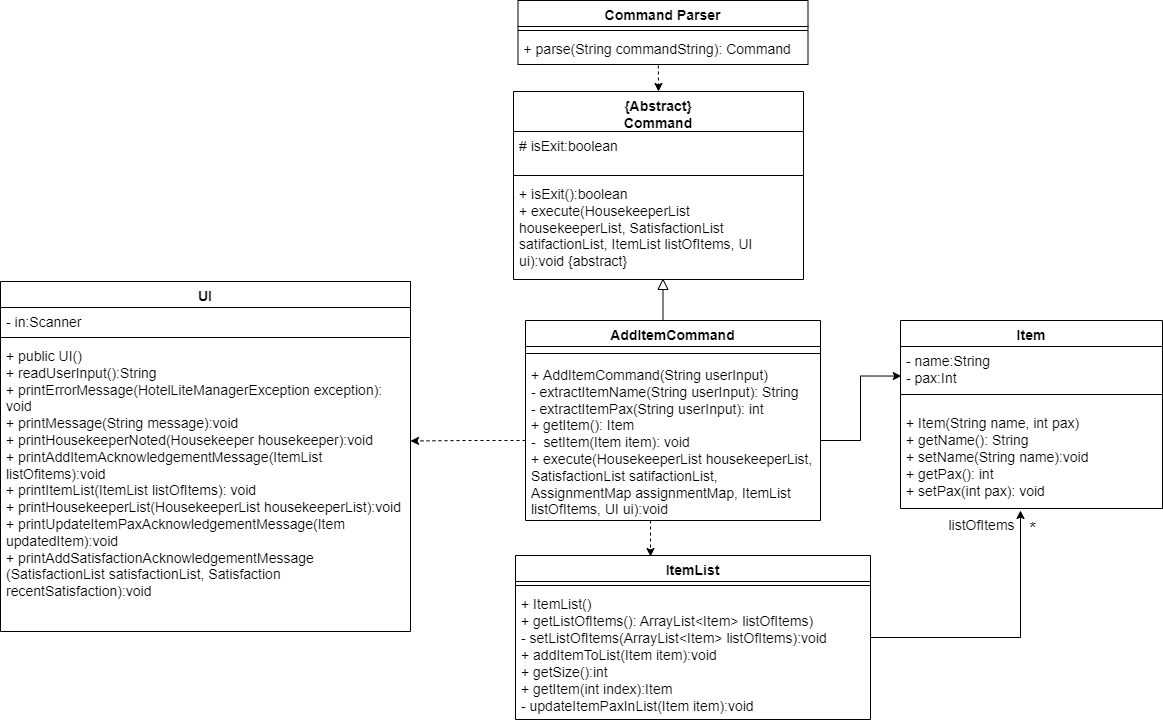 Command Parser
+ parse(String commandString): Command
{Abstract}
Command
# isExit:boolean
+ isExit():boolean
+ execute(HousekeeperList
housekeeperList, SatisfactionList
satifactionList, ItemList listOfItems, UI
ui):void {abstract}
UI
- in:Scanner
+ public UI()
+ readUserInput():String
+ printErrorMessage(HotelLiteManagerException exception):
void
+ printMessage(String message):void
+ printHousekeeperNoted(Housekeeper housekeeper):void
+ printAddItemAcknowledgementMessage(ItemList
listOfitems):void
+ printItemList(ItemList listOfItems): void
+ printHousekeeperList(HousekeeperList housekeeperList):void
+ printUpdateItemPaxAcknowledgementMessage(Item
updatedItem):void
+ printAddSatisfactionAcknowledgementMessage
(SatisfactionList satisfactionList, Satisfaction
recentSatisfaction):void
AddItemCommand
+ AddItemCommand(String userInput)
- extractItemName(String userInput): String
- extractItemPax(String userInput): int
+ getItem(): Item
- setItem(Item item): void
+ execute(HousekeeperList housekeeperList,
SatisfactionList satifactionList,
AssignmentMap assignmentMap, ItemList
listOfItems, UI ui):void
Item
- name:String
- pax:Int
+ Item(String name, int pax)
+ getName(): String
+ setName(String name):void
+ getPax(): int
+ setPax(int pax): void
listOfItems *
ItemList
+ ItemList()
+ getListOfItems(): ArrayList<Item> listOfItems)
- setListOfItems(ArrayList<Item> listOfItems):void
+ addItemToList(Item item):void
+ getSize():int
+ getItem(int index):Item
- updateItemPaxInList(Item item):void